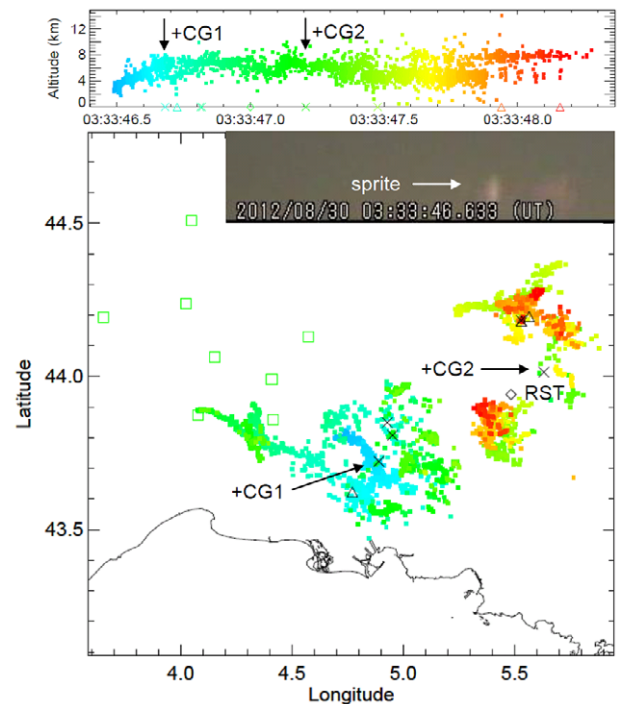 +CG1 +CG2
Altitude (km)
12
8
4
0
03:33:46.5 03:33:47.0 03:33:47.5 03:33:48.0
sprite
2012/08/30 03:33:46.633 (UT)
44.5
44.0
43.5
Latitude
+CG2
RST
+CG1
4.0 4.5 5.0 5.5
Longitude